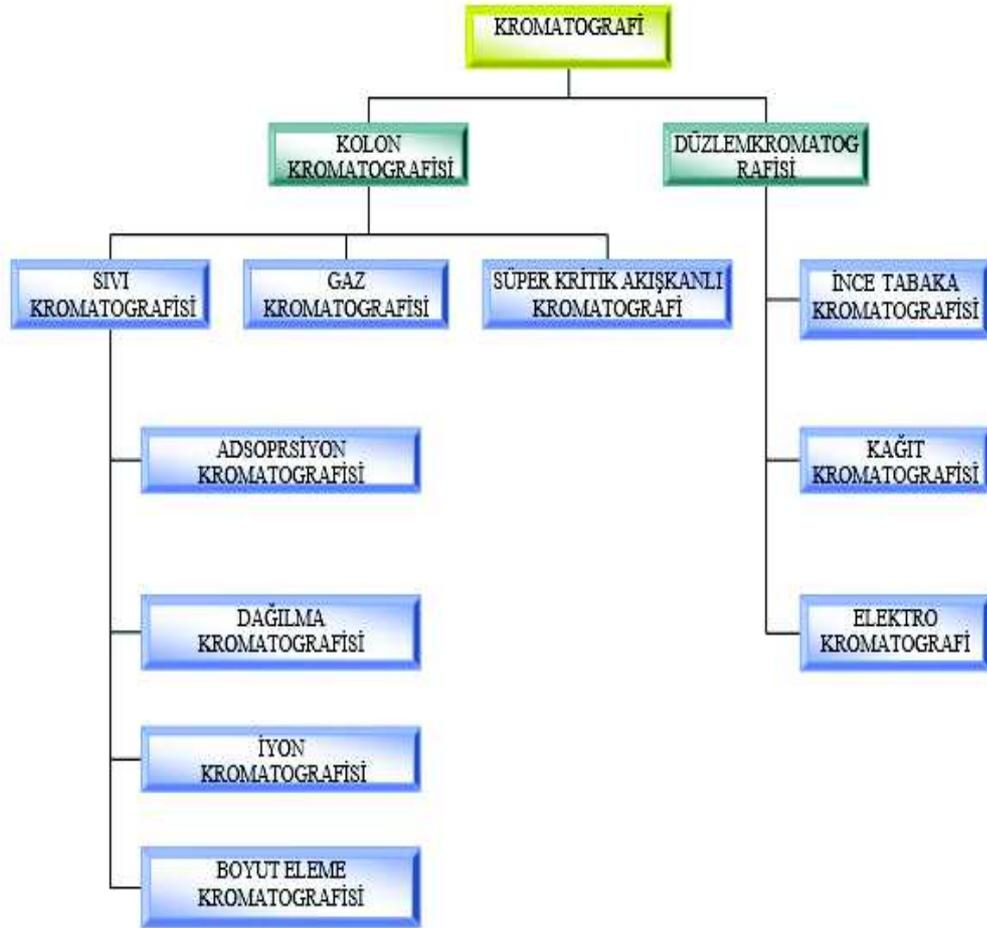 KROMATOGRAFİ
KOLON
KROMATOGRAFİSİ
DÜZLEMKROMATOG
RAFİSİ
SIVI
KROMATOGRAFİSİ
GAZ
KROMATOGRAFİSİ
SÜPER KRİTİK AKIŞKANLI
KROMATOGRAFİ
İNCE TABAKA
KROMATOGRAFİSİ
ADSOPRSİYON
KROMATOGRAFİSİ
KAĞIT
KROMATOGRAFİSİ
DAĞILMA
KROMATOGRAFİSİ
ELEKTRO
KROMATOGRAFİ
İYON
KROMATOGRAFİSİ
BOYUT ELEME
KROMATOGRAFİSİ